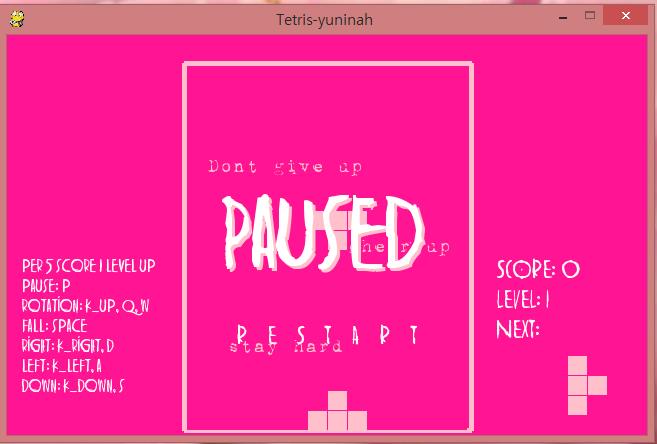 Tetris-yuninah
Dont give up
PAUSED
up
RESTART
stay hard
PER 5 SCORE 1 LEVEL UP
PAUSE: P
ROTATION: K_UP, Q,W
FALL: SPACE
RIGHT: K_RIGHT, D
LEFT: K_LEFT, A
DOWN: K_DOWN, S
SCORE: 0
LEVEL: 1
NEXT: